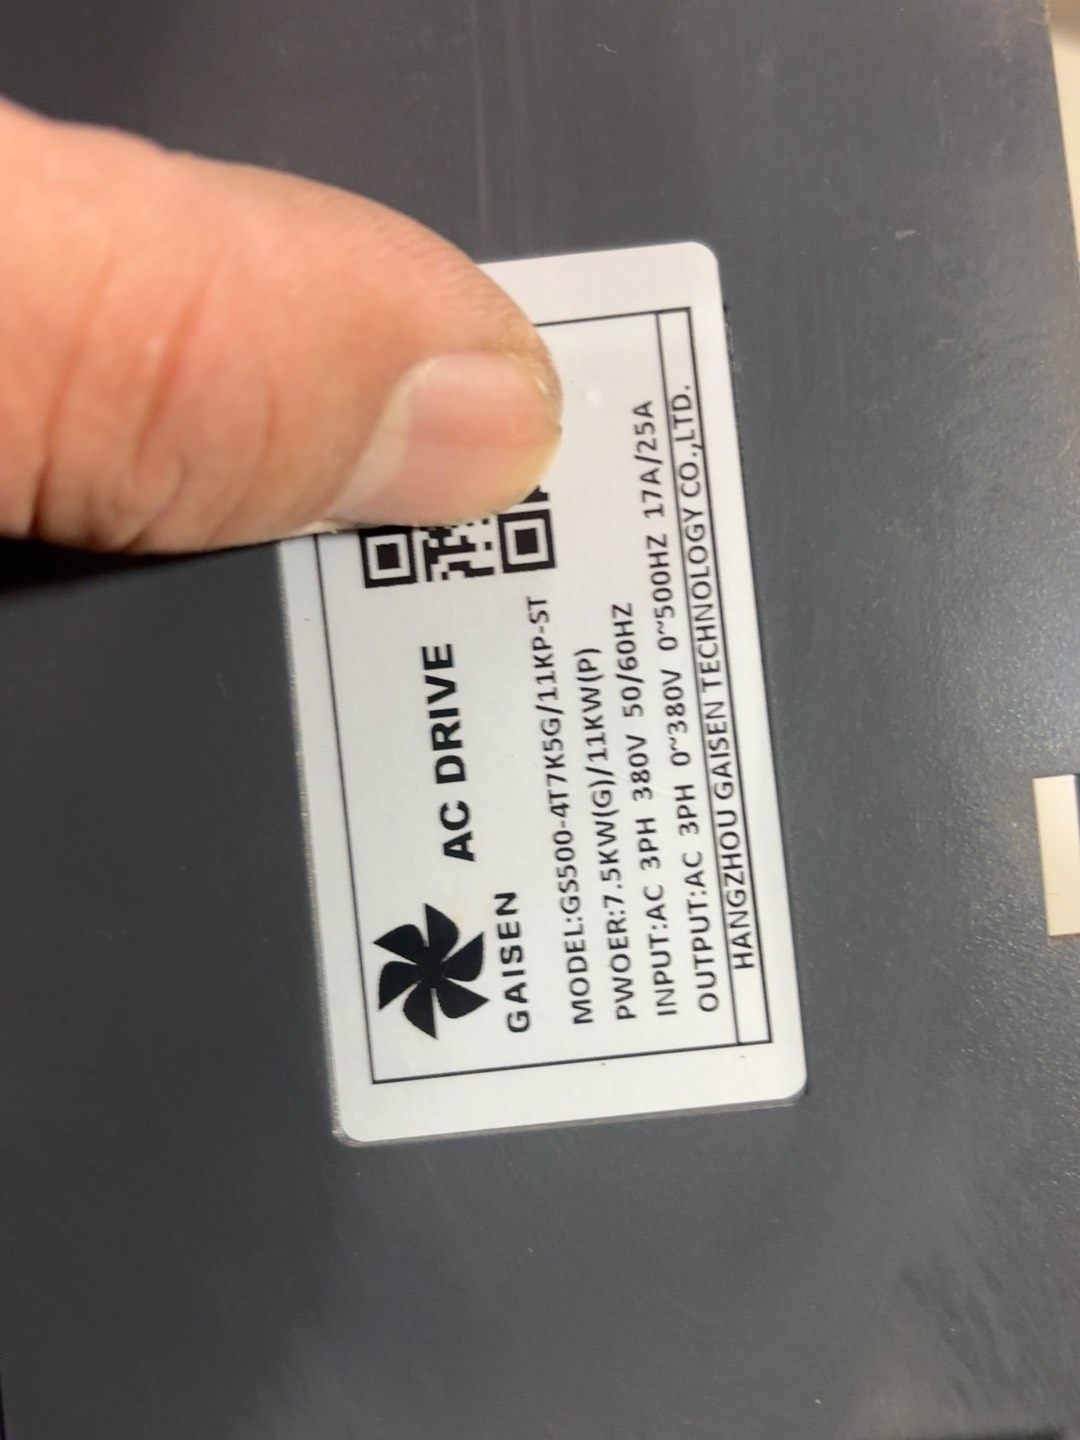 GAISEN
AC DRIVE
MODEL:GS500-4T7K5G/11KP-ST
PWOER:7.5KW(G)/11KW(P)
INPUT:AC 3PH 380V 50/60HZ
OUTPUT:AC 3PH 0~380V 0~500HZ 17A/25A
HANGZHOU GAISEN TECHNOLOGY CO.,LTD.